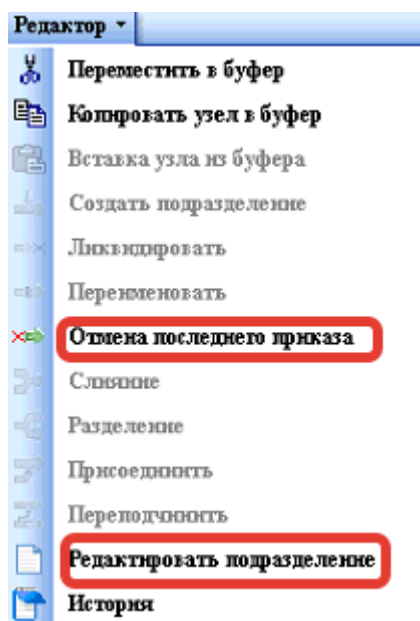 Редактор
Переместить в буфер
Копировать узел в буфер
Вставка узла из буфера
Создать подразделение
Ликвидировать
Переименовать
Отмена последнего приказа
Слияние
Разделение
Присоединить
Переподчинить
Редактировать подразделение
История